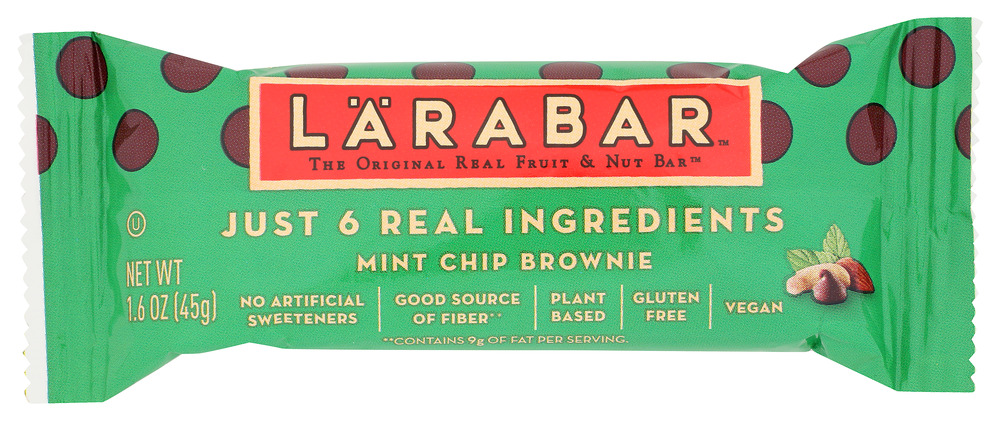 LÄRABAR™
The Original Real Fruit & Nut Bar™
JUST 6 REAL INGREDIENTS
MINT CHIP BROWNIE
U
NET WT
1.6 OZ (45g)
NO ARTIFICIAL
SWEETENERS
GOOD SOURCE
OF FIBER**
PLANT
BASED
GLUTEN
FREE
VEGAN
**CONTAINS 9g OF FAT PER SERVING.